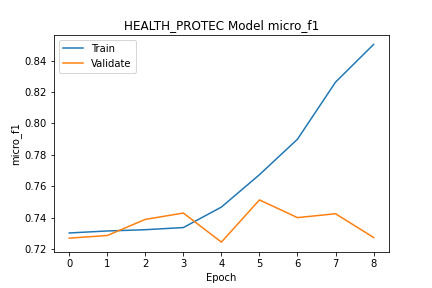 HEALTH_PROTEC Model micro_f1
Train
Validate
micro_f1
0.84
0.82
0.80
0.78
0.76
0.74
0.72
0 1 2 3 4 5 6 7 8
Epoch